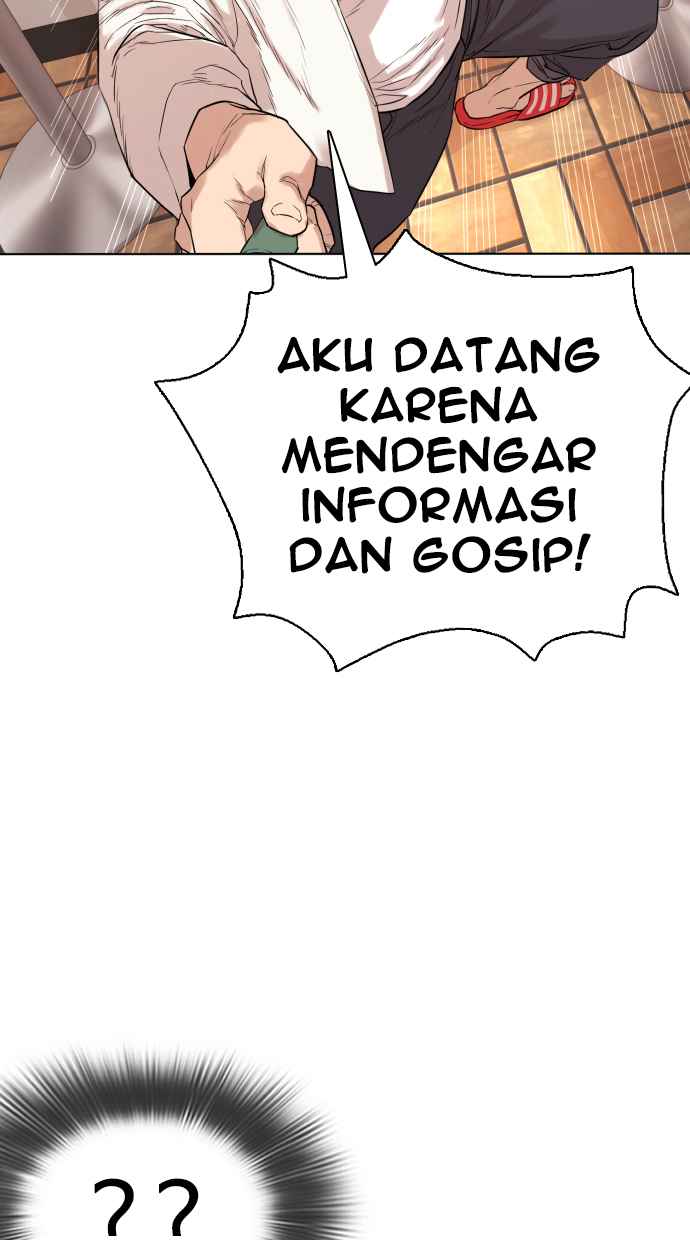 AKU DATANG
KARENA
MENDENGAR
INFORMASI
DAN GOSIP!
??